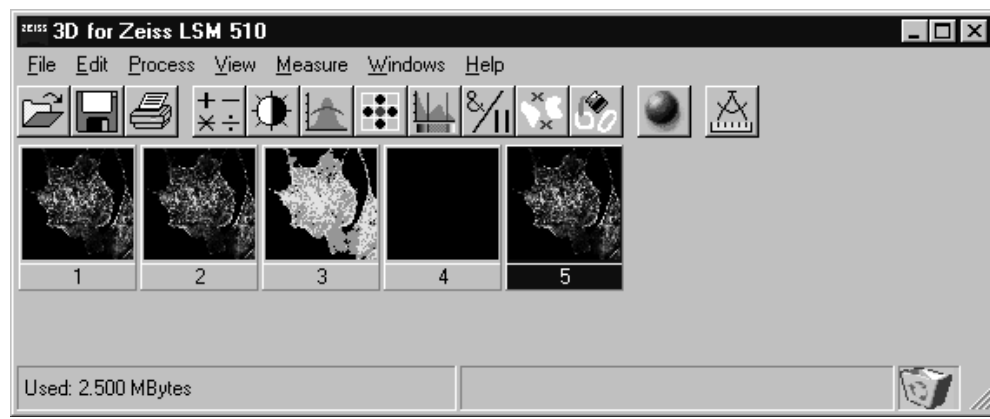 ZEISS 3D for Zeiss LSM 510
File Edit Process View Measure Windows Help
+ − × ÷ &/||
1 2 3 4 5
Used: 2.500 MBytes